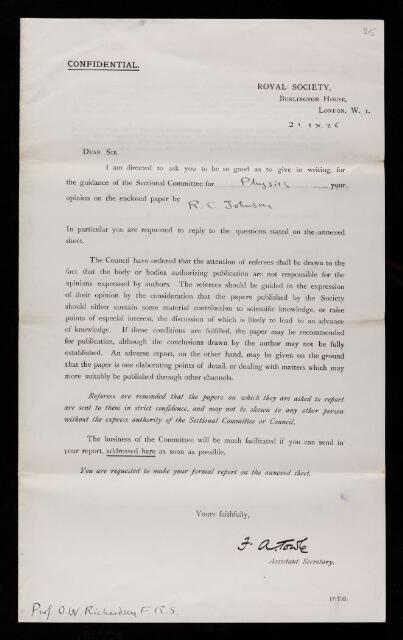 25
CONFIDENTIAL.
ROYAL SOCIETY,
BURLINGTON HOUSE,
LONDON, W. 1.
21.IX.26
DEAR SIR,
I am directed to ask you to be so good as to give in writing, for
the guidance of the Sectional Committee for Physics your
opinion on the enclosed paper by R. C Johnson
In particular you are requested to reply to the questions stated on the annexed
sheet.
The Council have ordered that the attention of referees shall be drawn to the
fact that the body or bodies authorizing publication are not responsible for the
opinions expressed by authors. The referees should be guided in the expression
of their opinion by the consideration that the papers published by the Society
should either contain some material contribution to scientific knowledge, or raise
points of especial interest, the discussion of which is likely to lead to an advance
of knowledge. If these conditions are fulfilled, the paper may be recommended
for publication, although the conclusions drawn by the author may not be fully
established. An adverse report, on the other hand, may be given on the ground
that the paper is one elaborating points of detail, or dealing with matters which may
more suitably be published through other channels.
Referees are reminded that the papers on which they are asked to report
are sent to them in strict confidence, and may not be shown to any other person
without the express authority of the Sectional Committee or Council.
The business of the Committee will be much facilitated if you can send in
your report, addressed here as soon as possible.
You are requested to make your formal report on the annexed sheet.
Yours faithfully,
F. A. Towle
Assistant Secretary.
[P.T.O.
Prof. O.W. Richardson F.R.S.